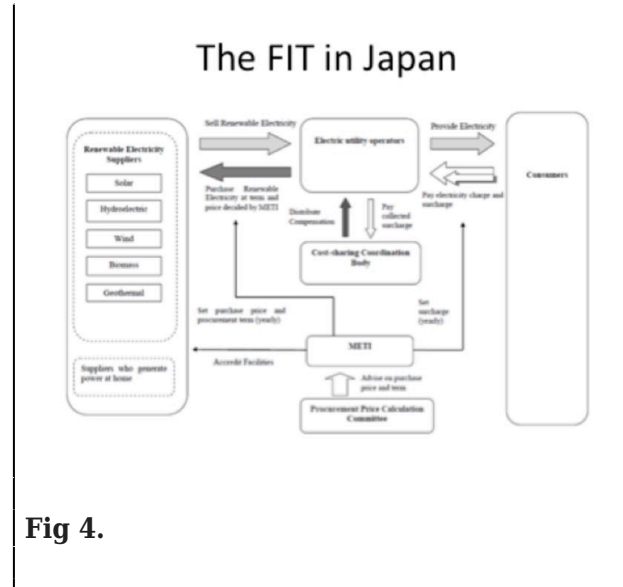 The FIT in Japan
Sell Renewable Electricity
Provide Electricity
Renewable Electricity
Suppliers
Solar
Hydroelectric
Wind
Biomass
Geothermal
Suppliers who generate
power at home
Electric utility operators
Consumers
Purchase Renewable
Electricity at term and
price decided by METI
Pay electricity charge and
surcharge
Distribute
Compensation
Pay
collected
surcharge
Cost-sharing Coordination
Body
Set purchase price and
procurement term (yearly)
Set
surcharge
(yearly)
METI
Accredit Facilities
Advise on purchase
price and term
Procurement Price Calculation
Committee
Fig 4.